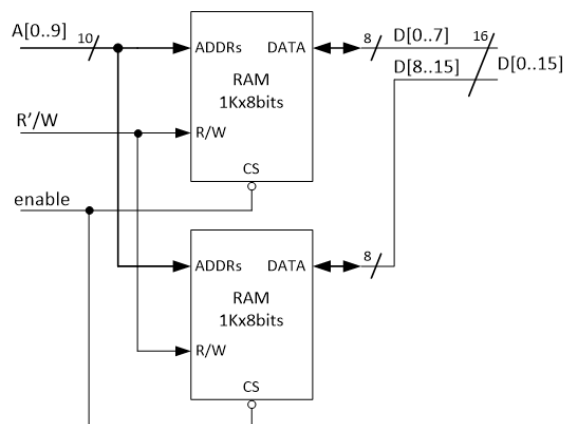 A[0..9]
10
ADDRs
DATA
8
D[0..7]
16
D[8..15]
D[0..15]
RAM
1Kx8bits
R’/W
R/W
CS
enable
ADDRs
DATA
8
RAM
1Kx8bits
R/W
CS